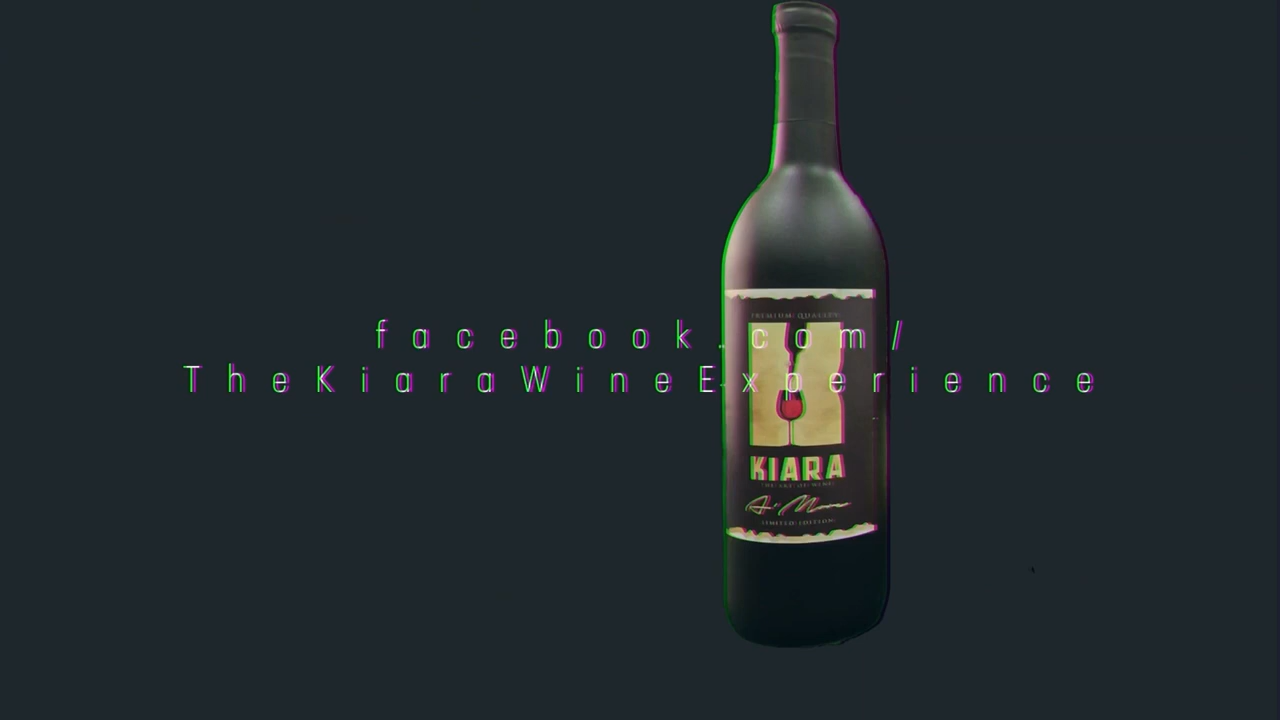 facebook.com/
TheKiaraWineExperience
PREMIUM QUALITY
KIARA
LIMITED EDITION